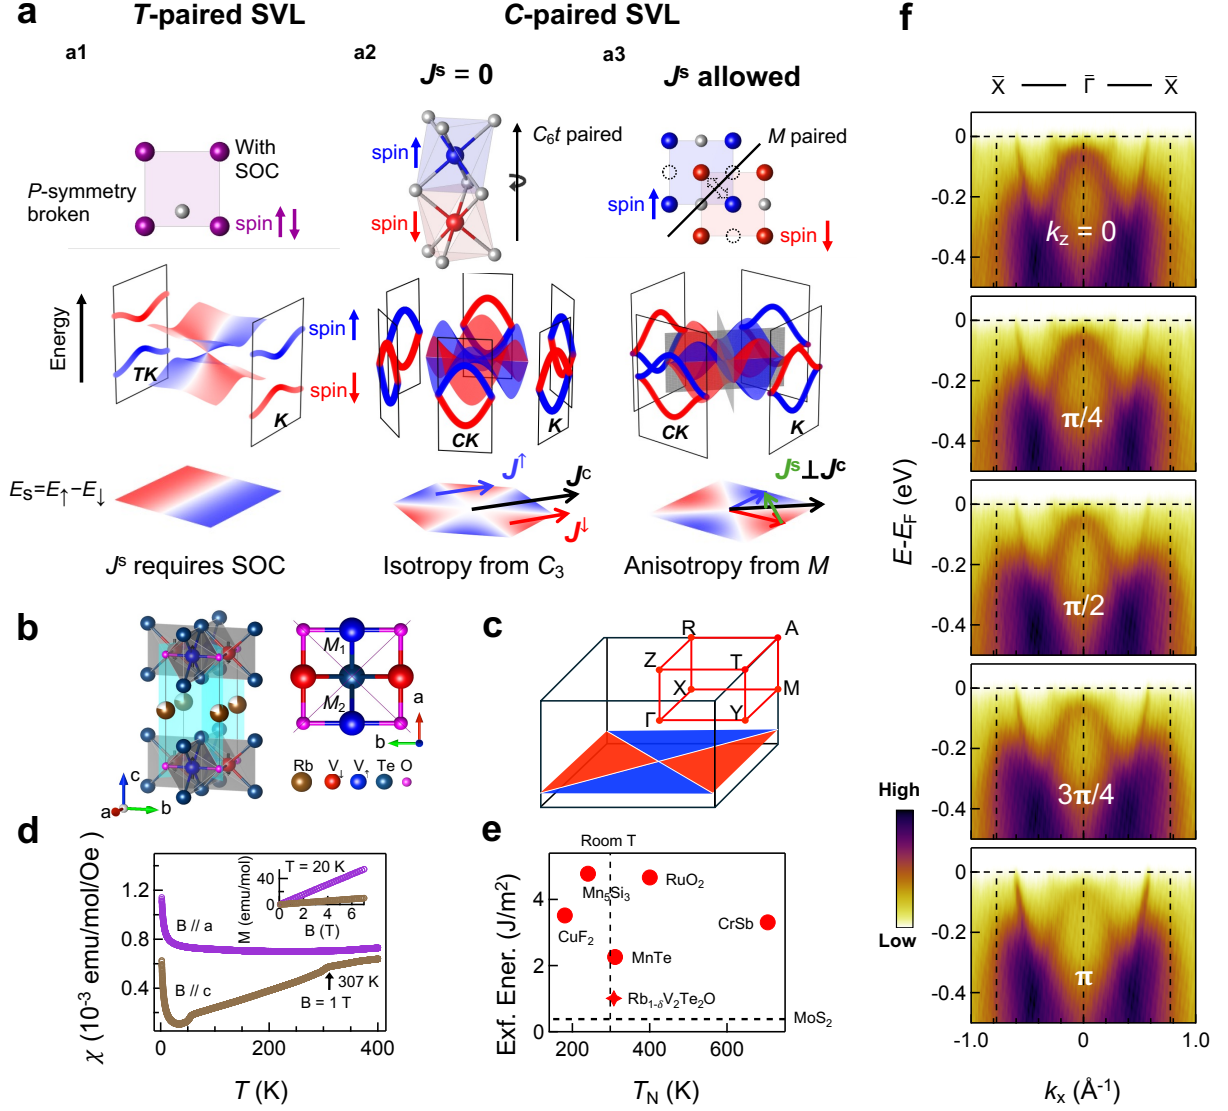 a
T-paired SVL
C-paired SVL
a1
a2
a3
Jˢ = 0
Jˢ allowed
With
SOC
P-symmetry
broken
spin
spin
spin
C₆t paired
M paired
spin
spin
Energy
TK
K
spin
spin
CK
K
CK
K
Eₛ=E↑−E↓
J↑
Jᶜ
J↓
Jˢ⊥Jᶜ
Jˢ requires SOC
Isotropy from C₃
Anisotropy from M
b
M₁
M₂
a
b
c
a
b
Rb
V↓
V↑
Te
O
c
R
A
Z
T
X
M
Γ
Y
d
χ (10⁻³ emu/mol/Oe)
1.2
0.8
0.4
B // a
B // c
T = 20 K
M (emu/mol)
40
0
0 2 4 6
B (T)
307 K
B = 1 T
0 200 400
T (K)
e
Room T
Exf. Ener. (J/m²)
4
2
0
Mn₅Si₃
RuO₂
CuF₂
CrSb
MnTe
Rb₁₋δV₂Te₂O
MoS₂
200 400 600
T_N (K)
f
X̄
Γ̄
X̄
E-E_F (eV)
0
-0.2
-0.4
k_z = 0
0
-0.2
-0.4
π/4
0
-0.2
-0.4
π/2
0
-0.2
-0.4
3π/4
0
-0.2
-0.4
π
High
Low
-1.0 0 1.0
kₓ (Å⁻¹)